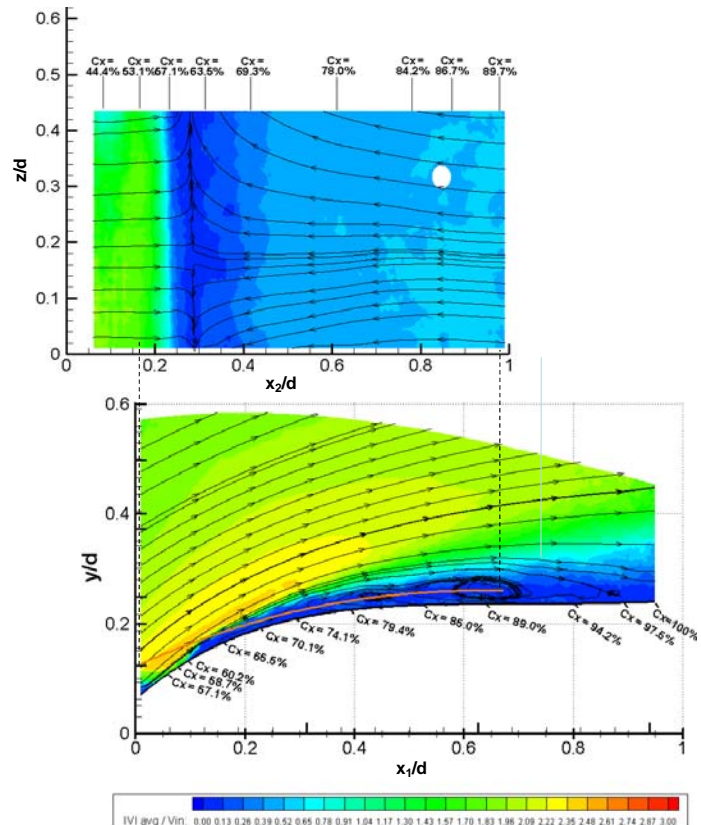 0.6
0.5
0.4
0.3
0.2
0.1
0
z/d
Cx = 44.4%
Cx = 53.1%
Cx = 57.1%
Cx = 63.5%
Cx = 69.3%
Cx = 78.0%
Cx = 84.2%
Cx = 86.7%
Cx = 89.7%
0 0.2 0.4 0.6 0.8 1
x2/d
0.6
0.4
0.2
0
y/d
Cx = 57.1%
Cx = 58.7%
Cx = 60.2%
Cx = 65.5%
Cx = 70.1%
Cx = 74.1%
Cx = 79.4%
Cx = 85.0%
Cx = 89.0%
Cx = 94.2%
Cx = 97.5%
Cx=100%
0 0.2 0.4 0.6 0.8 1
x1/d
|V| avg / Vin: 0.00 0.13 0.26 0.39 0.52 0.65 0.78 0.91 1.04 1.17 1.30 1.43 1.57 1.70 1.83 1.96 2.09 2.22 2.35 2.48 2.61 2.74 2.87 3.00